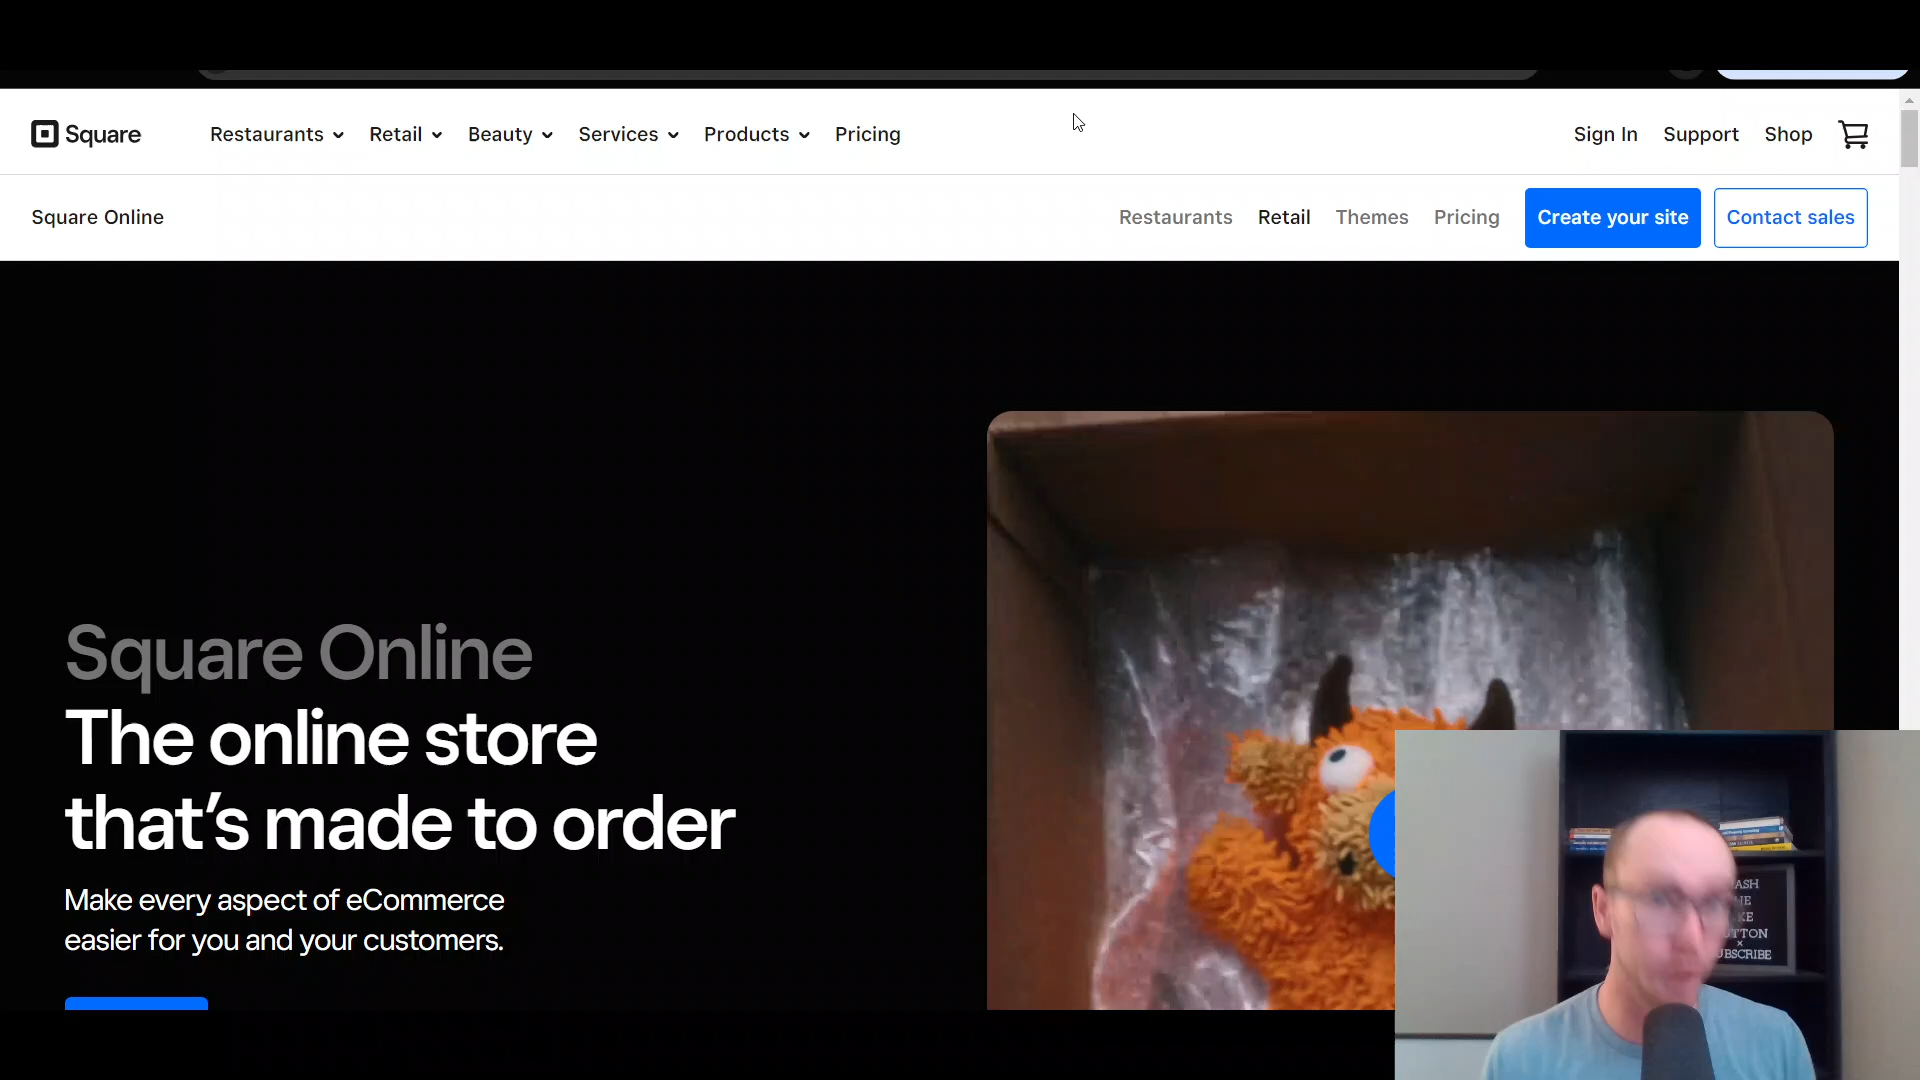 Square
Restaurants Retail Beauty Services Products Pricing
Sign In Support Shop
Square Online
Restaurants Retail Themes Pricing Create your site Contact sales
Square Online
The online store
that’s made to order
Make every aspect of eCommerce
easier for you and your customers.